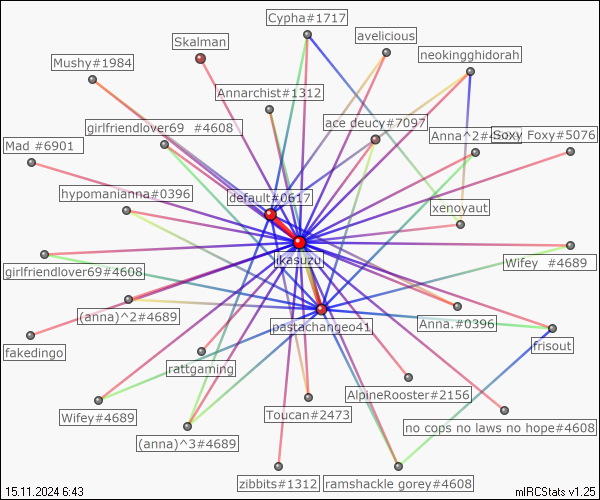 Cypha#1717
avelicious
Skalman
neokingghidorah
Mushy#1984
Annarchist#1312
ace deucy#7097
girlfriendlover69 #4608
Anna^2#
Soxy Foxy#5076
Mad #6901
hypomanianna#0396
default#0617
xenoyaut
ikasuzu
Wifey #4689
girlfriendlover69#4608
(anna)^2#4689
pastachangeo41
Anna.#0396
frisout
fakedingo
rattgaming
AlpineRooster#2156
Wifey#4689
Toucan#2473
no cops no laws no hope#4608
(anna)^3#4689
zibbits#1312
ramshackle gorey#4608
15.11.2024 6:43
mIRCStats v1.25